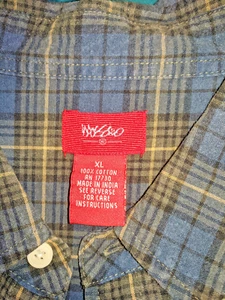 Mossimo
XL
100% COTTON
RN 17730
MADE IN INDIA
SEE REVERSE
FOR CARE
INSTRUCTIONS